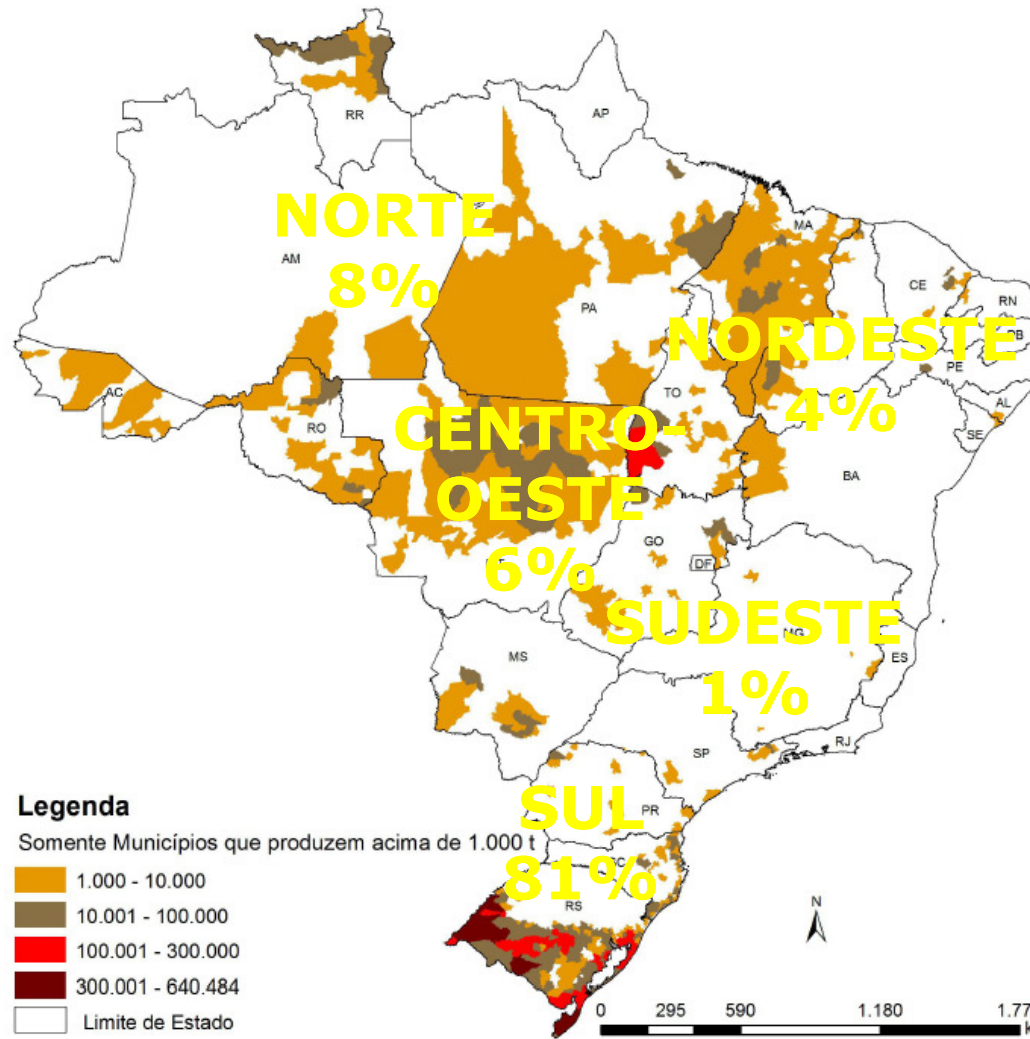 RR
AP
NORTE
8%
AM
MA
PA
CE
RN
PB
NORDESTE
4%
PE
AL
SE
AC
RO
TO
CENTRO-
OESTE
6%
BA
GO
DF
SUDESTE
1%
MG
ES
MS
SP
RJ
SUL
81%
PR
SC
RS
Legenda
Somente Municípios que produzem acima de 1.000 t
1.000 - 10.000
10.001 - 100.000
100.001 - 300.000
300.001 - 640.484
Limite de Estado
N
0 295 590 1.180